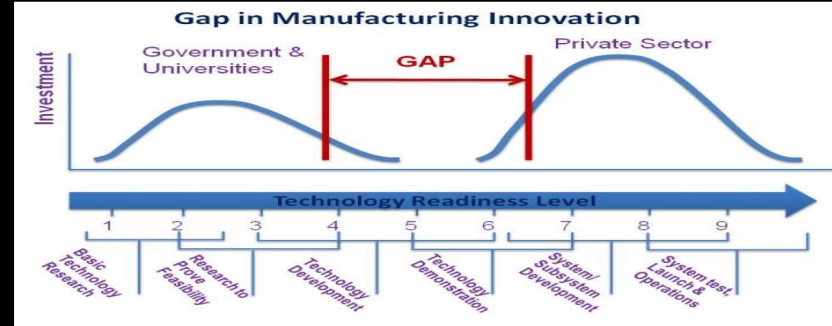 Gap in Manufacturing Innovation
Government &
Universities
Private Sector
GAP
Investment
Technology Readiness Level
1 2 3 4 5 6 7 8 9
Basic
Technology
Research
Research to
Prove
Feasibility
Technology
Development
Technology
Demonstration
System/
Subsystem
Development
System test,
Launch &
Operations